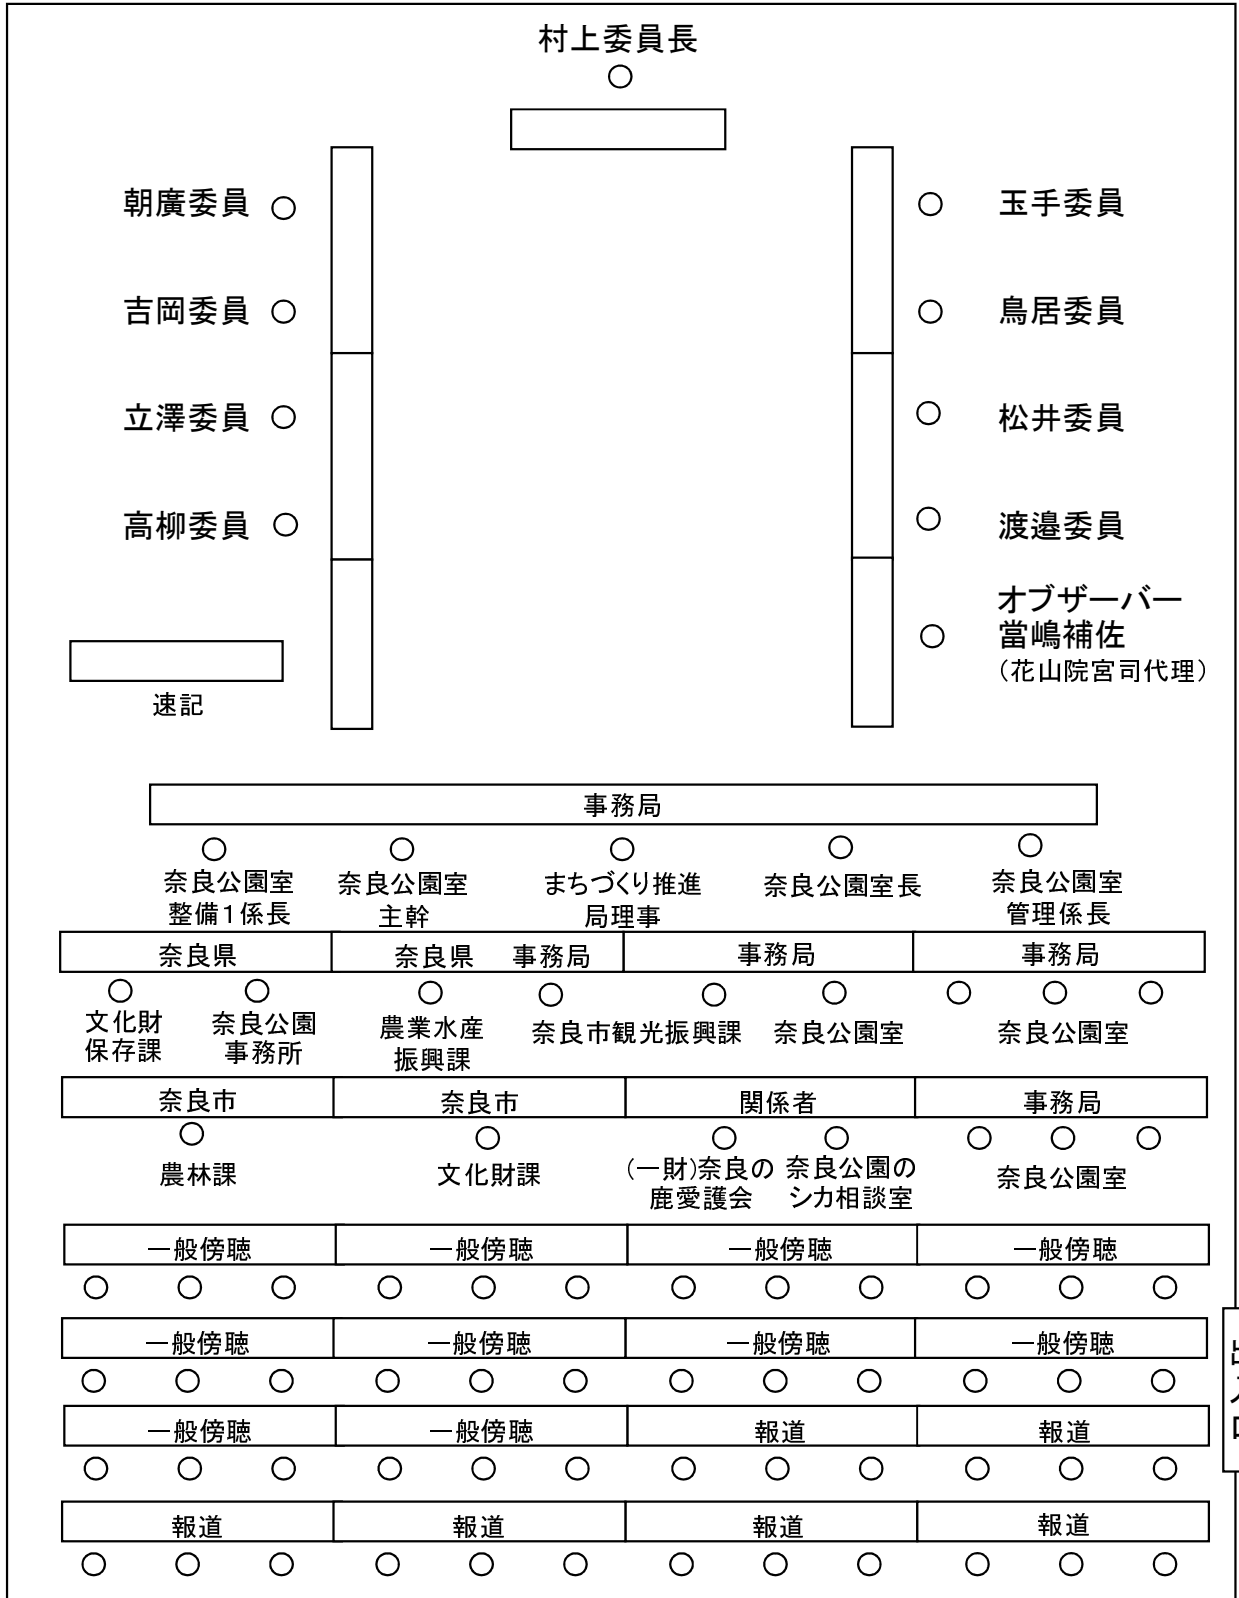 村上委員長
朝廣委員
玉手委員
吉岡委員
鳥居委員
立澤委員
松井委員
高柳委員
渡邉委員
オブザーバー
當嶋補佐
（花山院宮司代理）
速記
事務局
奈良公園室
整備1係長
奈良公園室
主幹
まちづくり推進
局理事
奈良公園室長
奈良公園室
管理係長
奈良県
奈良県
事務局
事務局
事務局
文化財
保存課
奈良公園
事務所
農業水産
振興課
奈良市観光振興課
奈良公園室
奈良公園室
奈良市
奈良市
関係者
事務局
農林課
文化財課
（一財）奈良の
鹿愛護会
奈良公園の
シカ相談室
奈良公園室
一般傍聴
一般傍聴
一般傍聴
一般傍聴
一般傍聴
一般傍聴
一般傍聴
一般傍聴
出入口
一般傍聴
一般傍聴
報道
報道
報道
報道
報道
報道